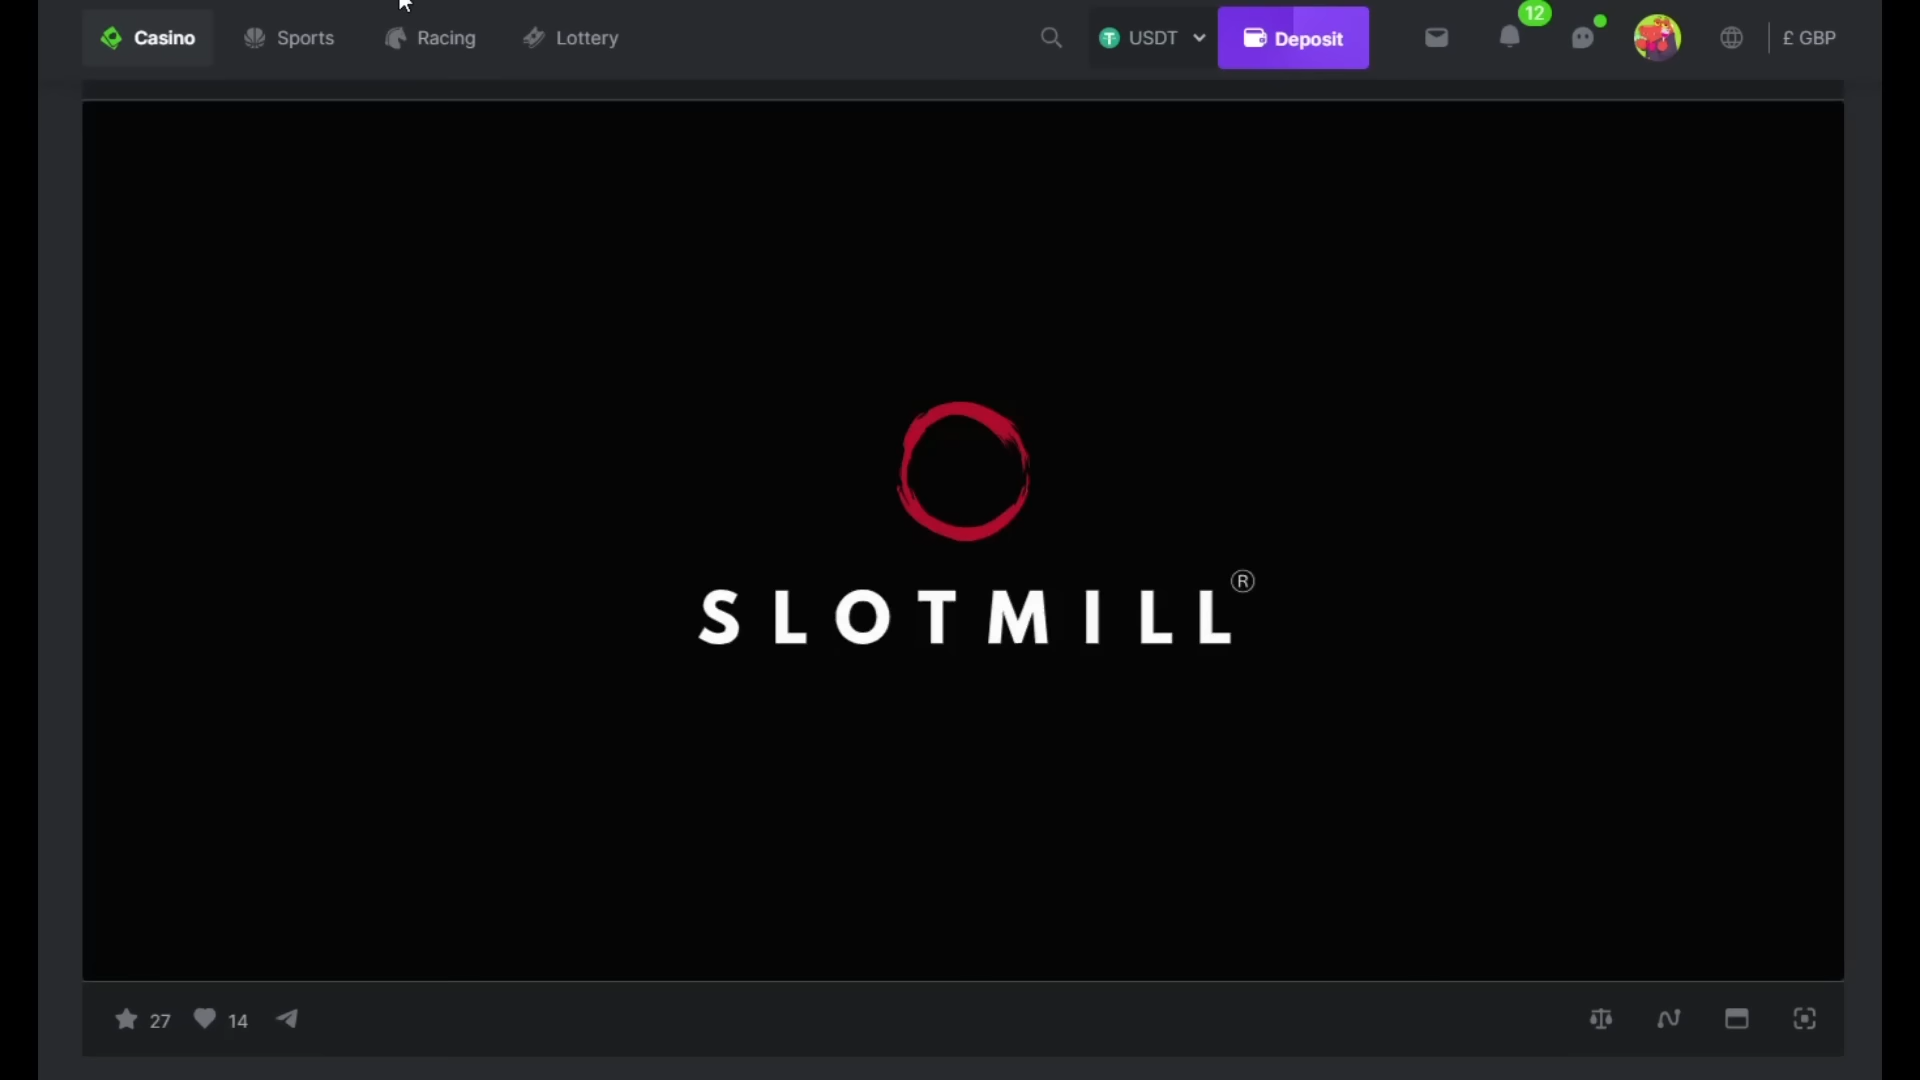 Casino Sports Racing Lottery USDT Deposit 12 £ GBP
SLOTMILL®
27 14